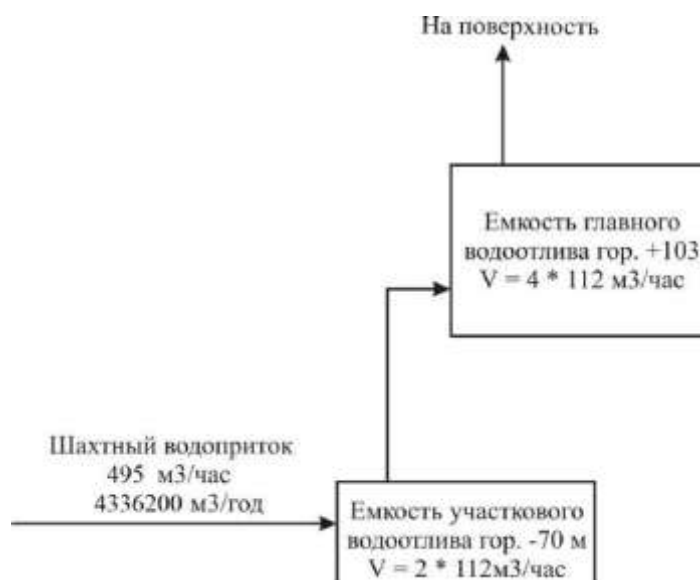 На поверхность
Емкость главного
водоотлива гор. +103
V = 4 * 112 м3/час
Шахтный водоприток
495 м3/час
4336200 м3/год
Емкость участкового
водоотлива гор. -70 м
V = 2 * 112м3/час